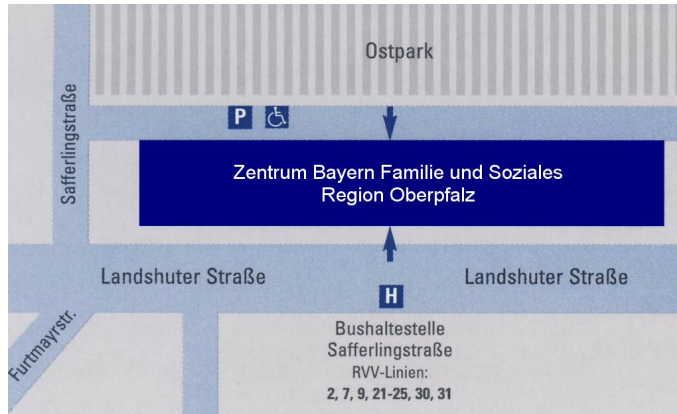 Ostpark
Safferlingstraße
P
Zentrum Bayern Familie und Soziales
Region Oberpfalz
Landshuter Straße
Landshuter Straße
H
Furtmayrstr.
Bushaltestelle
Safferlingstraße
RVV-Linien:
2, 7, 9, 21-25, 30, 31